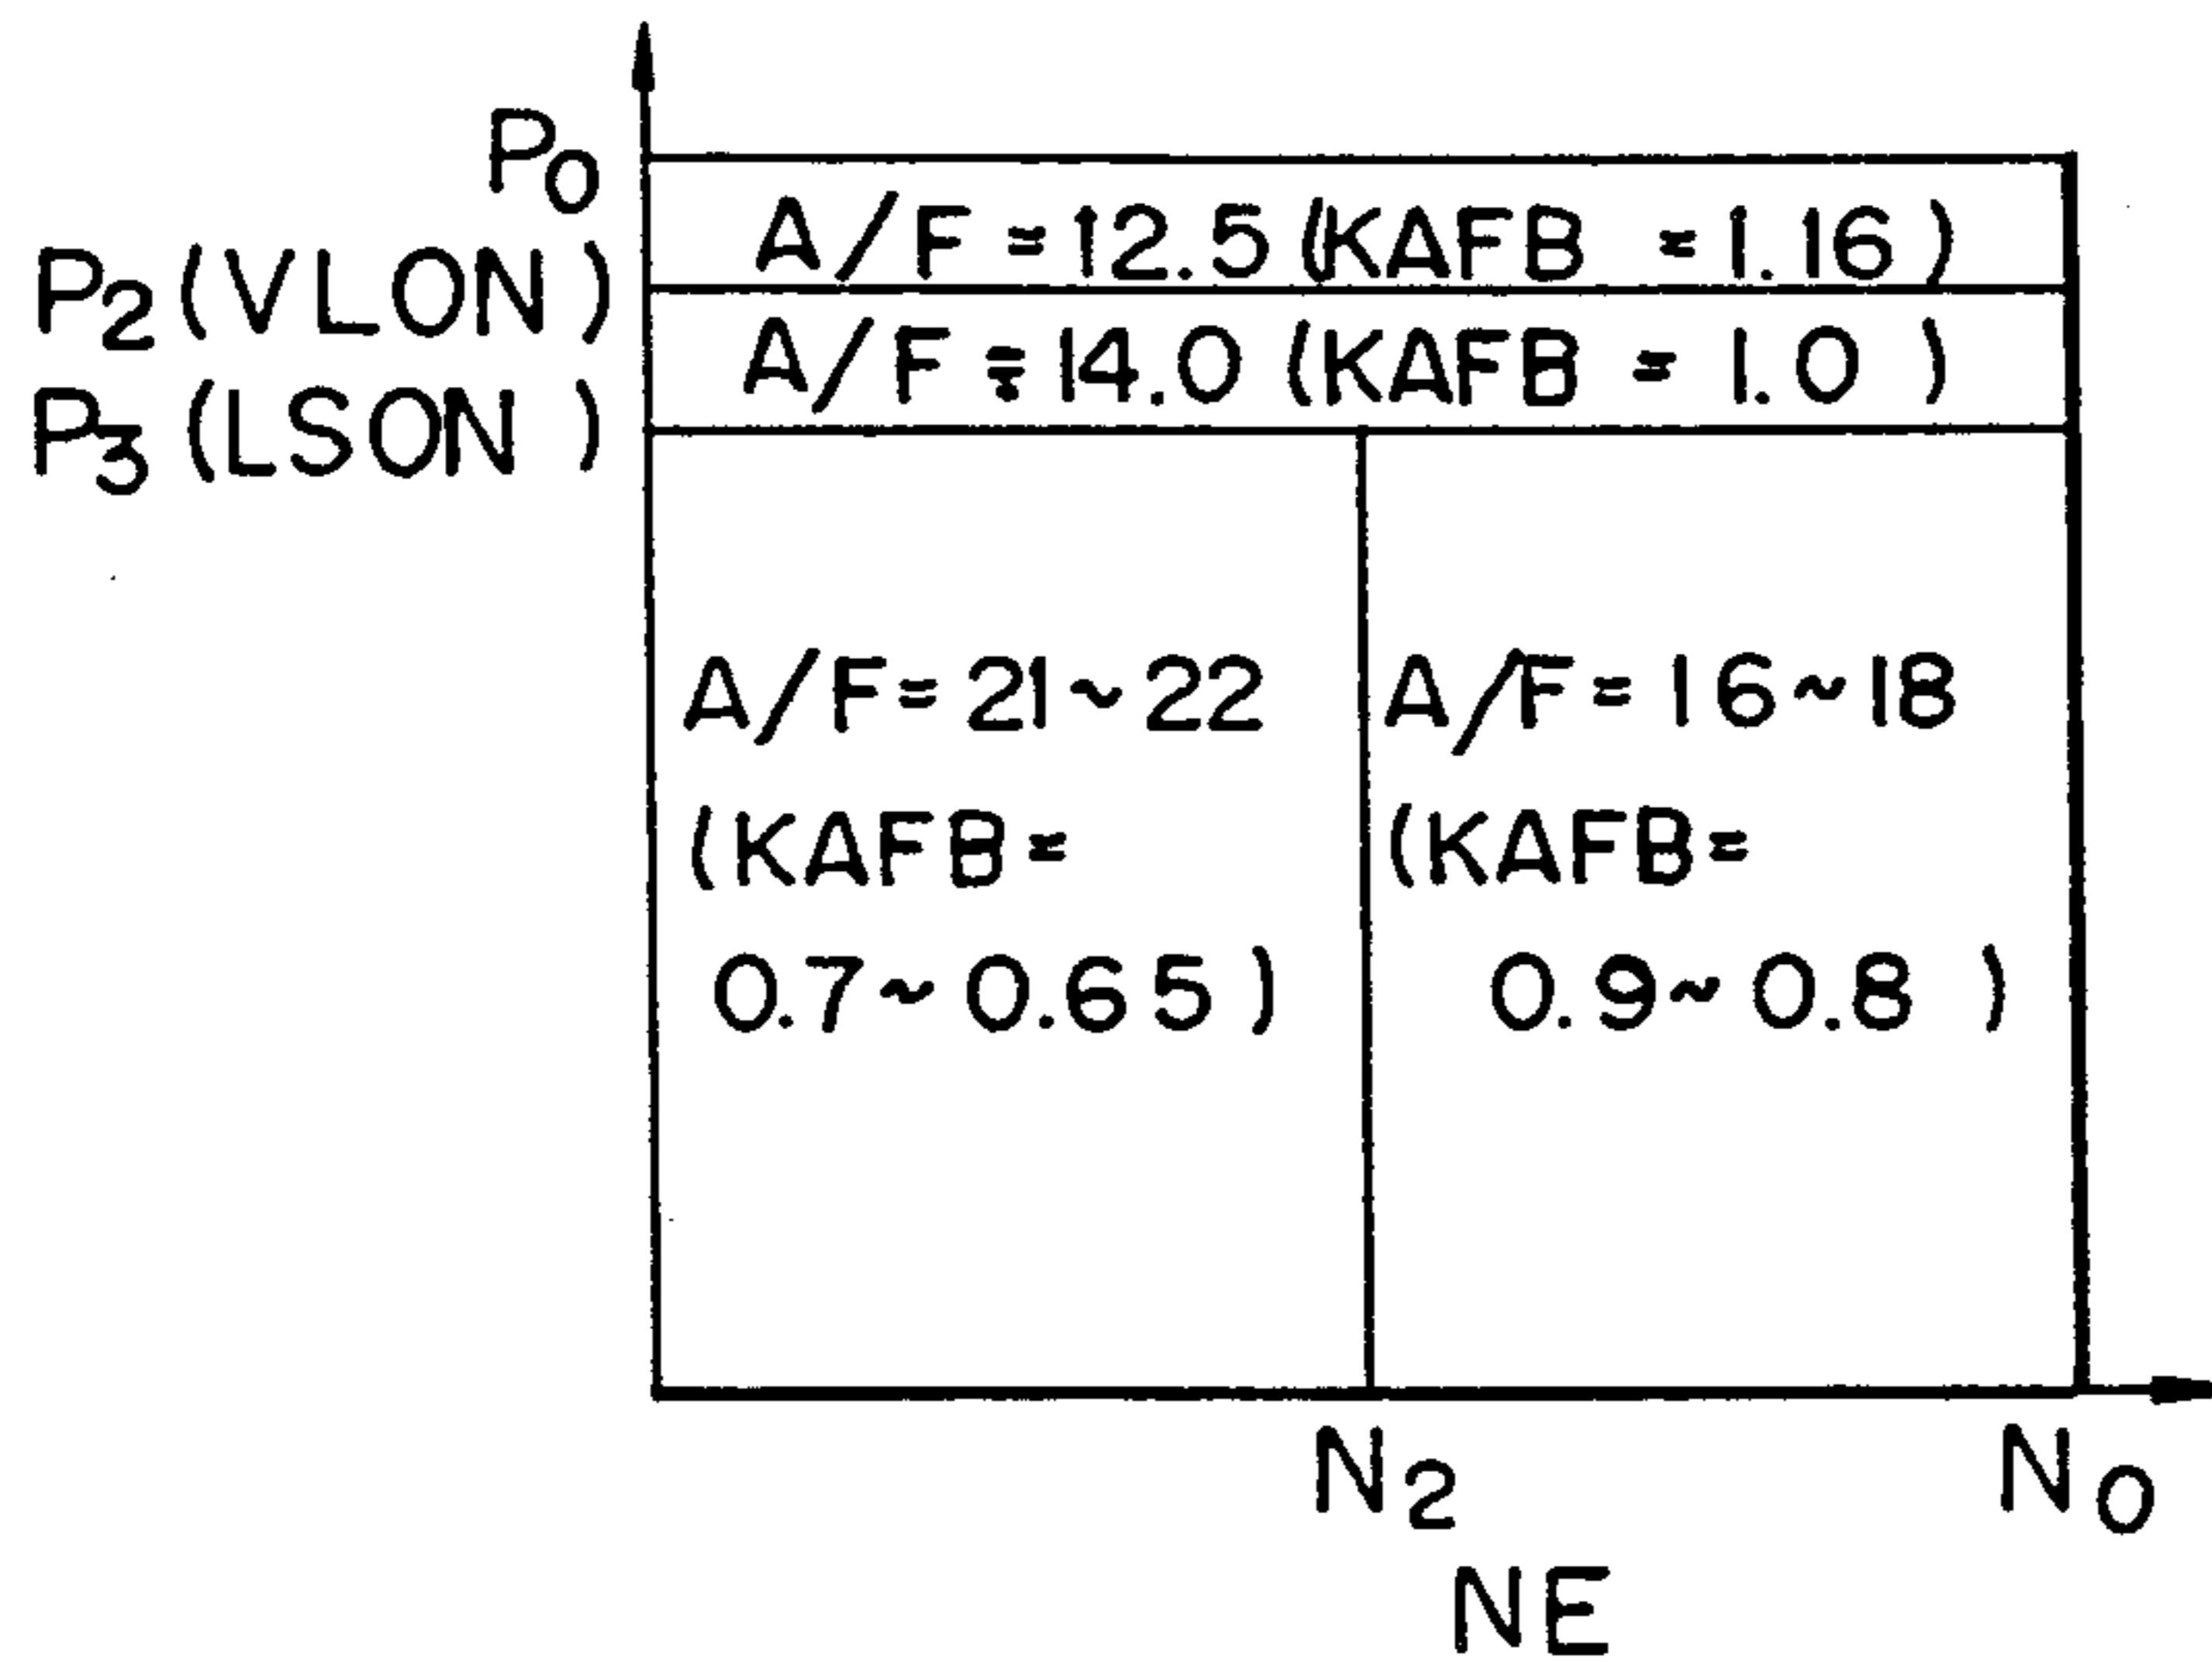 P0
A/F = 12.5 (KAFB = 1.16)
P2 (VLON)
A/F = 14.0 (KAFB = 1.0)
P3 (LSON)
A/F = 21~22
(KAFB =
0.7~0.65)
A/F = 16~18
(KAFB =
0.9~0.8)
N2
N0
NE